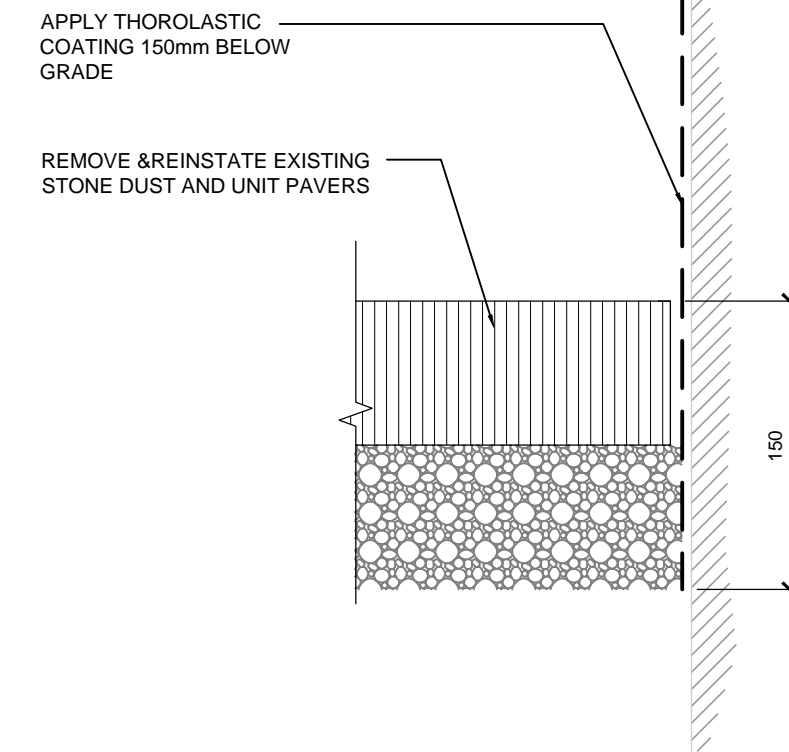 APPLY THOROLASTIC
COATING 150mm BELOW
GRADE
REMOVE &REINSTATE EXISTING
STONE DUST AND UNIT PAVERS
150